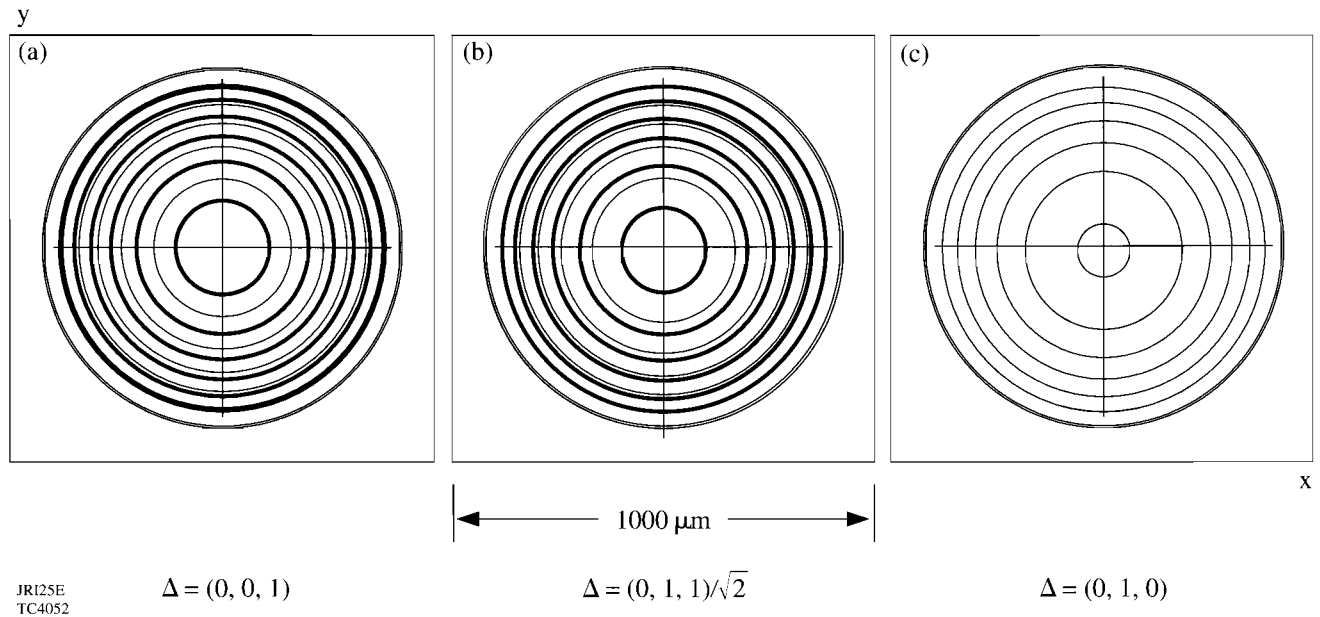 y
(a)
(b)
(c)
x
1000 μm
JRI25E
TC4052
Δ = (0, 0, 1)
Δ = (0, 1, 1)/√2
Δ = (0, 1, 0)